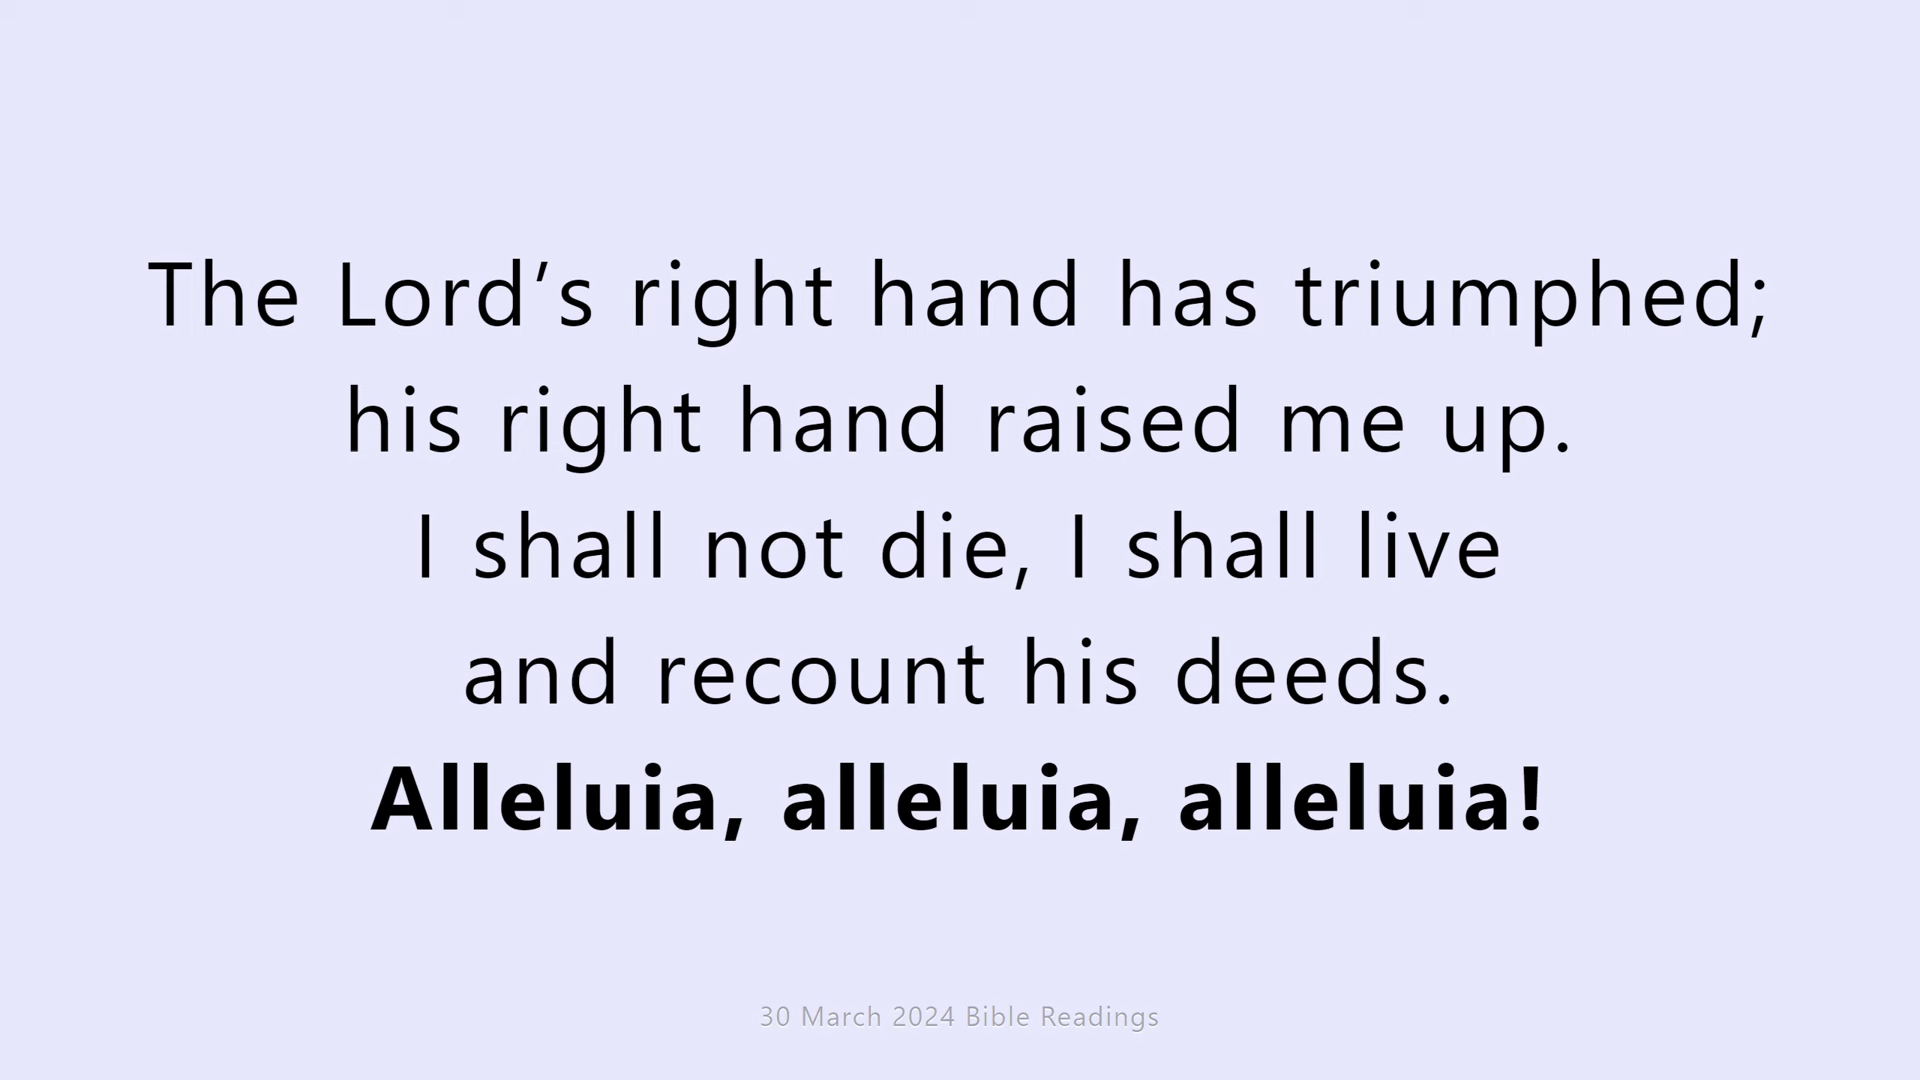 The Lord’s right hand has triumphed;
his right hand raised me up.
I shall not die, I shall live
and recount his deeds.
Alleluia, alleluia, alleluia!
30 March 2024 Bible Readings